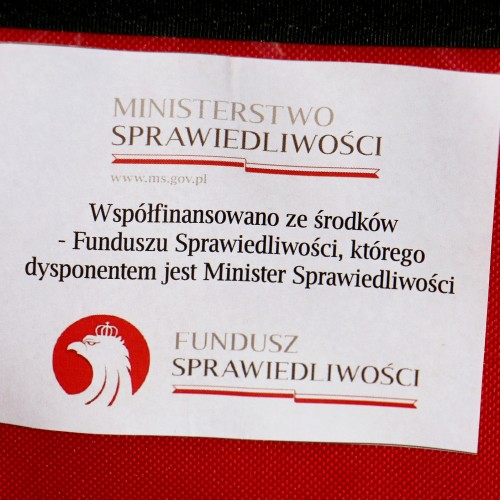 MINISTERSTWO
SPRAWIEDLIWOŚCI
www.ms.gov.pl
Współfinansowano ze środków
- Funduszu Sprawiedliwości, którego
dysponentem jest Minister Sprawiedliwości
FUNDUSZ
SPRAWIEDLIWOŚCI